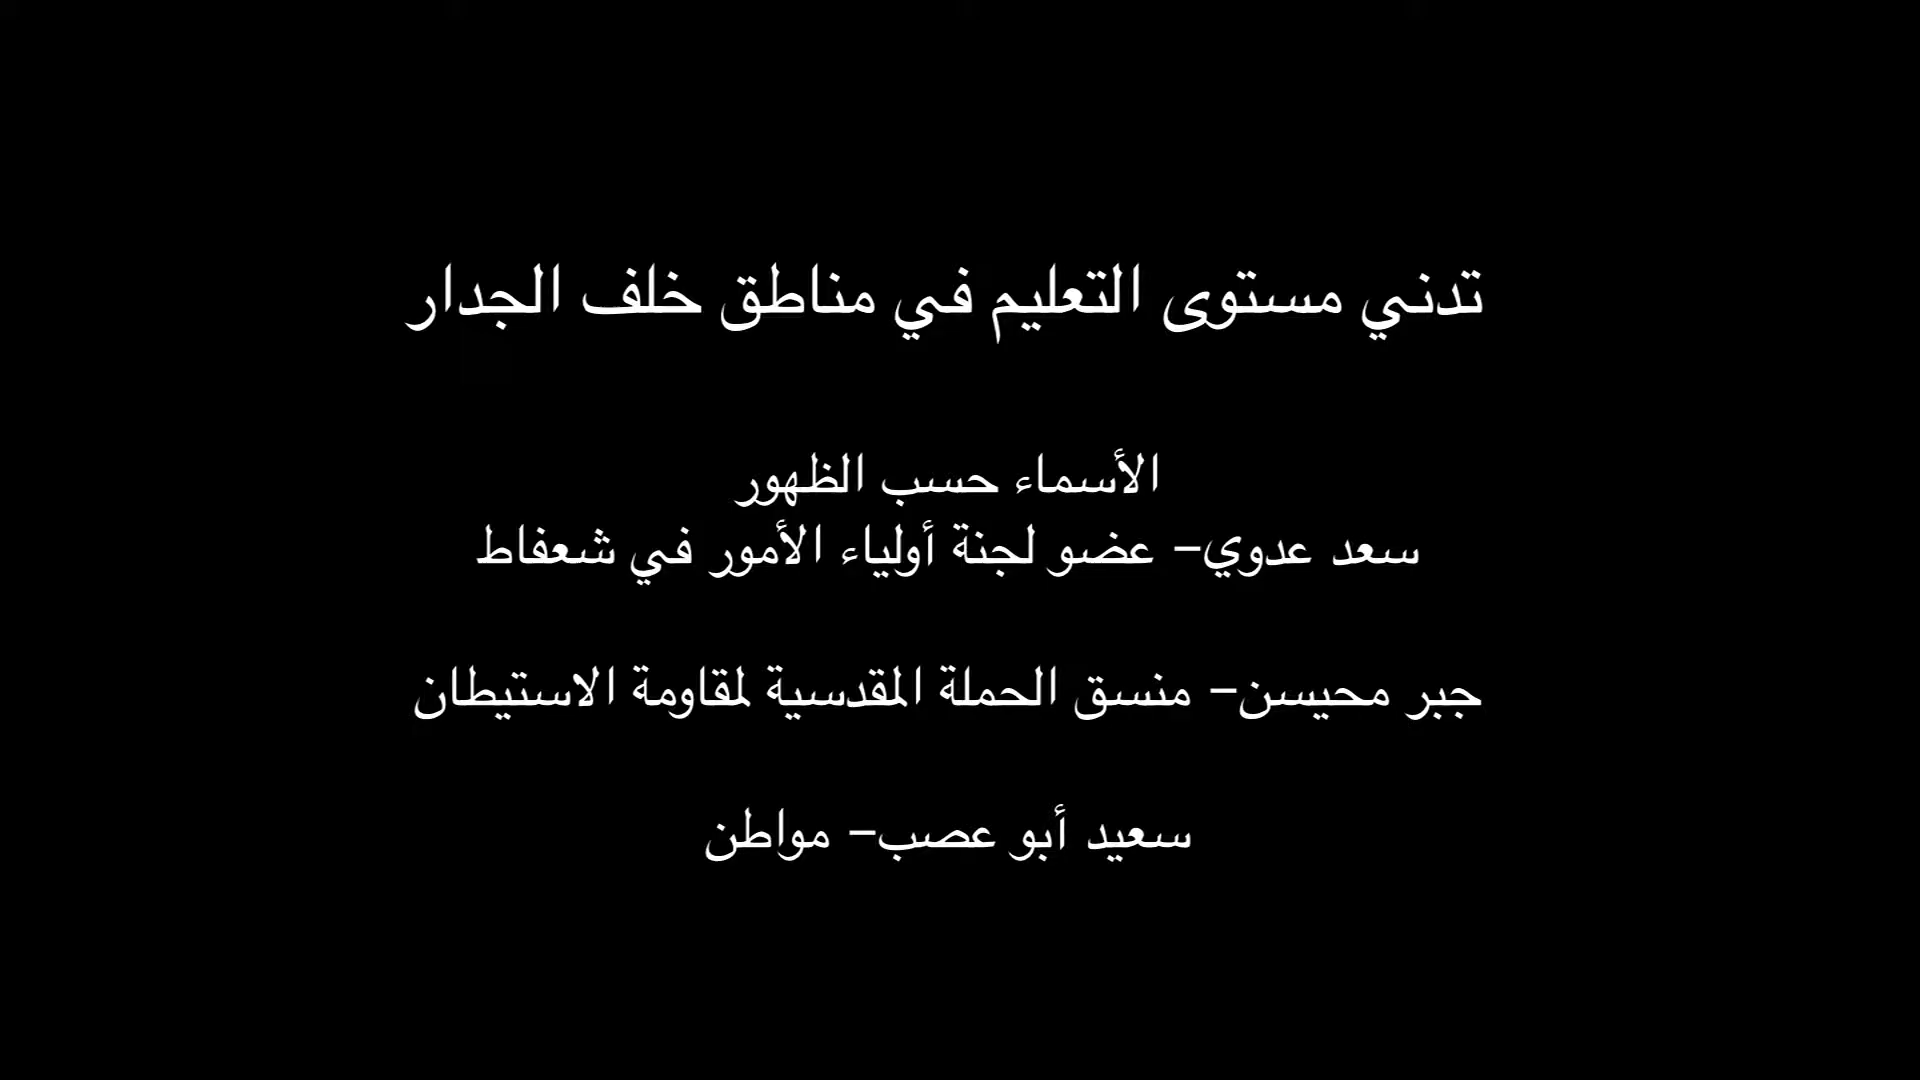 تدني مستوى التعليم في مناطق خلف الجدار
الأسماء حسب الظهور
سعد عدوي- عضو لجنة أولياء الأمور في شعفاط
جبر محيسن- منسق الحملة المقدسية لمقاومة الاستيطان
سعيد أبو عصب- مواطن